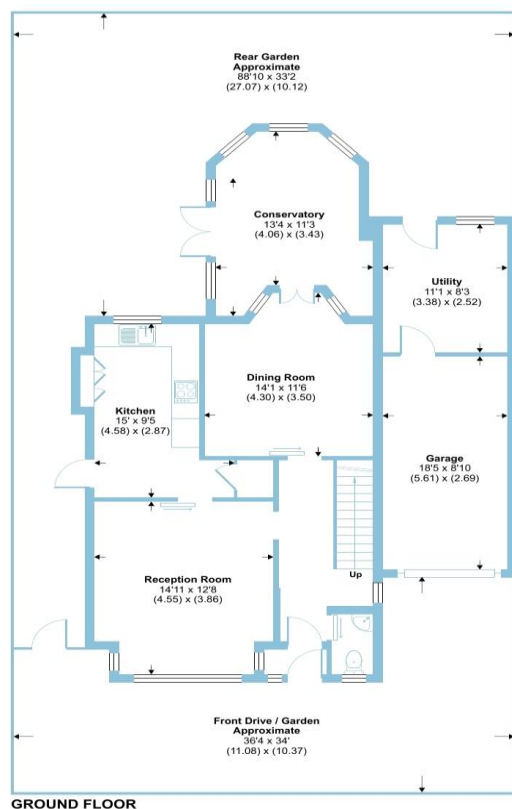 Rear Garden
Approximate
88'10 x 33'2
(27.07) x (10.12)
Conservatory
13'4 x 11'3
(4.06) x (3.43)
Utility
11'1 x 8'3
(3.38) x (2.52)
Dining Room
14'1 x 11'6
(4.30) x (3.50)
Kitchen
15' x 9'5
(4.58) x (2.87)
Garage
18'5 x 8'10
(5.61) x (2.69)
Up
Reception Room
14'11 x 12'8
(4.55) x (3.86)
Front Drive / Garden
Approximate
36'4 x 34'
(11.08) x (10.37)
GROUND FLOOR